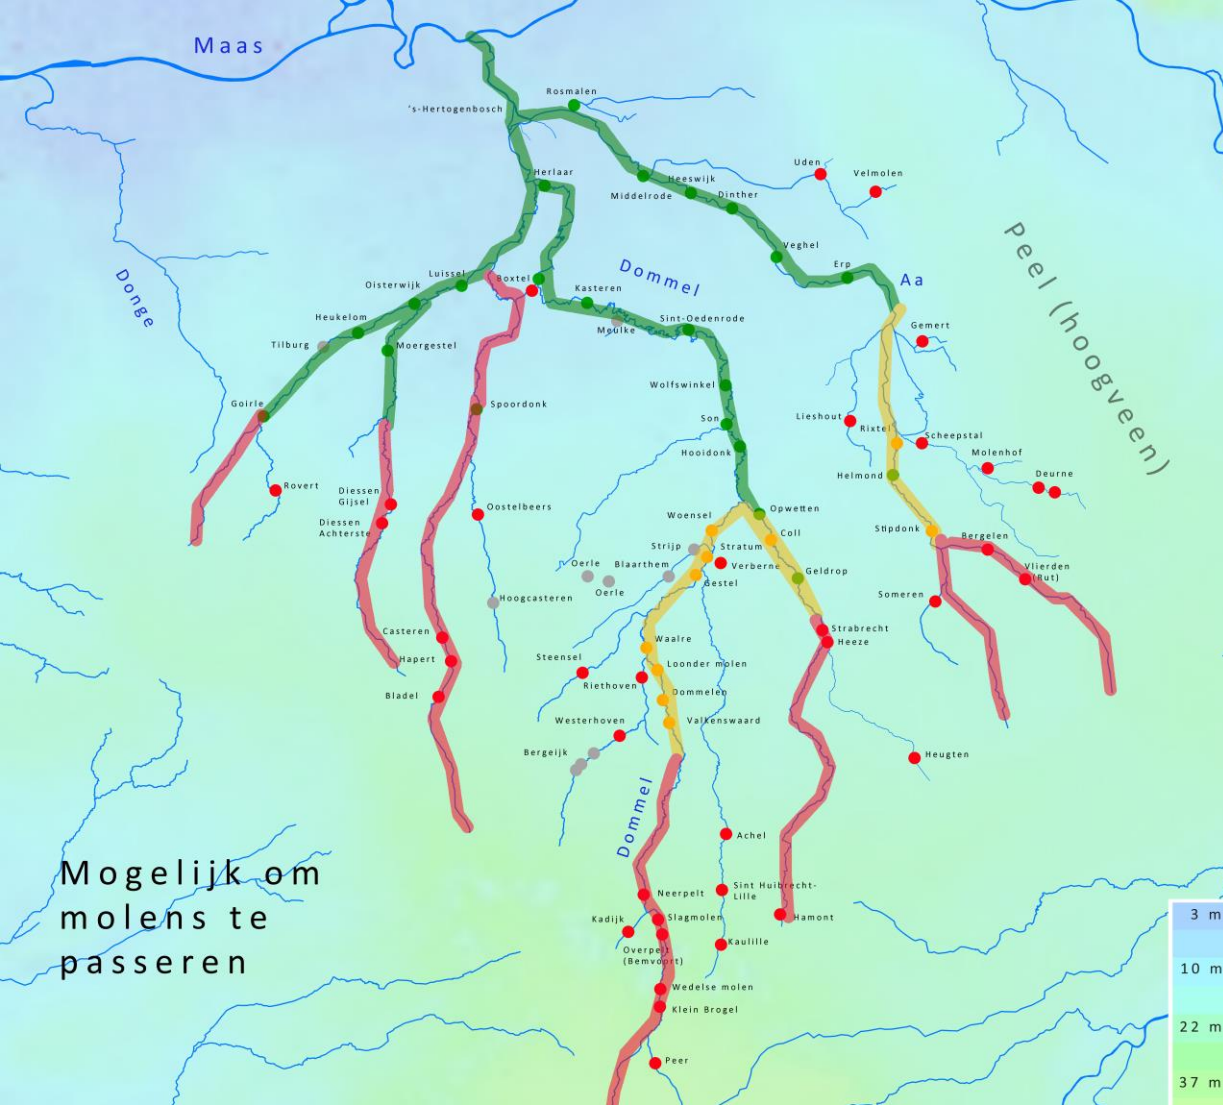 Maas
Rosmalen
's-Hertogenbosch
Uden
Velmolen
Herlaar
Heeswijk
Middelrode
Dinther
Peel (hoogveen)
Veghel
Erp
Luissel
Boxtel
Dommel
Aa
Donge
Oisterwijk
Kasteren
Heukelom
Meulke
Sint-Oedenrode
Gemert
Tilburg
Moergestel
Wolfswinkel
Goirle
Spoordonk
Son
Lieshout
Rixtel
Scheepstal
Hooidonk
Molenhof
Helmond
Deurne
Rovert
Diessen
Gijsel
Oostelbeers
Diessen
Achterste
Woensel
Opwetten
Stipdonk
Coll
Bergelen
Strijp
Stratum
Oerle
Blaarthem
Verberne
Vlierden
(Rut)
Geldrop
Gestel
Oerle
Hoogcasteren
Someren
Casteren
Strabrecht
Waalre
Heeze
Hapert
Steensel
Loonder molen
Riethoven
Bladel
Dommelen
Westerhoven
Valkenswaard
Bergeijk
Heugten
Dommel
Achel
Mogelijk om
molens te
passeren
Neerpelt
Sint Huibrecht-
Lille
Kadijk
Slagmolen
Hamont
3 m
Overpelt
(Bemvoort)
Kaulille
10 m
Wedelse molen
Klein Brogel
22 m
Peer
37 m